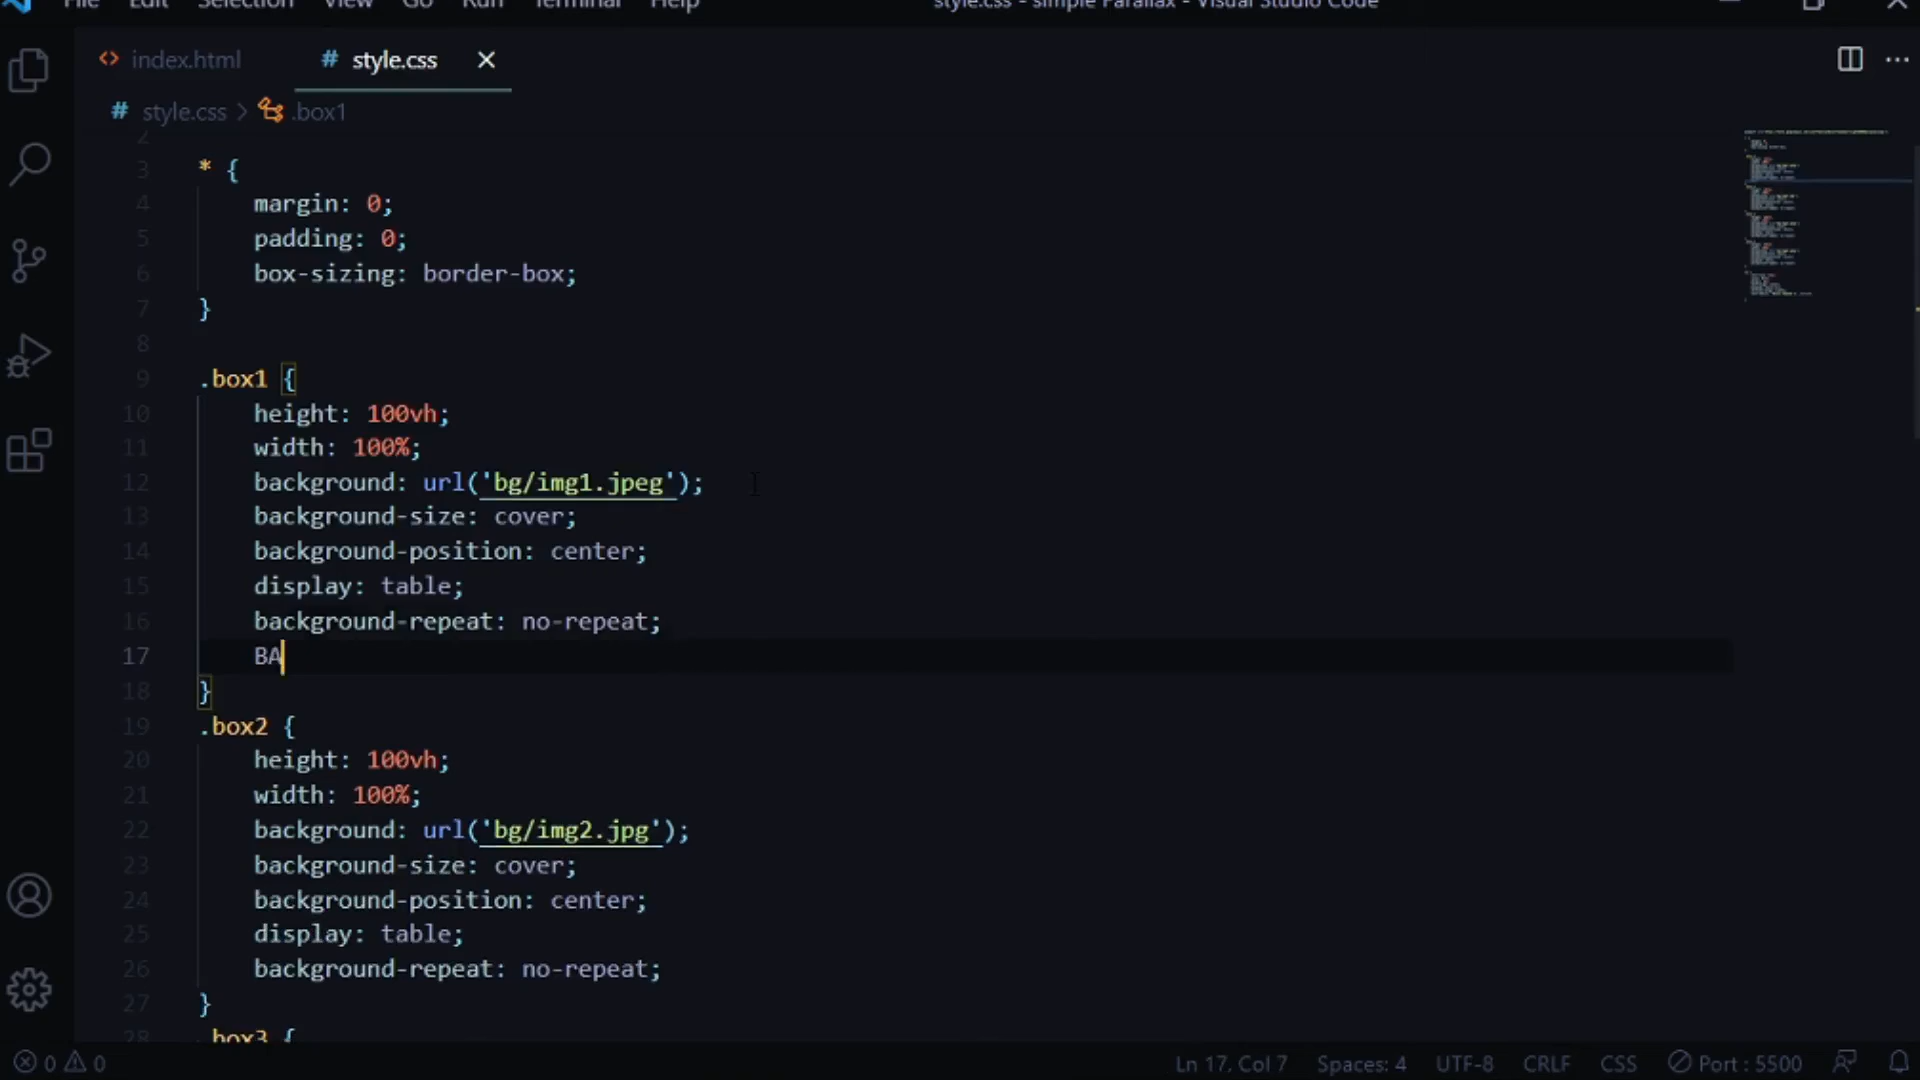 File Edit Selection View Go Run Terminal Help
style.css - simple Parallax - Visual Studio Code
index.html
# style.css
# style.css > .box1
2
3 * {
4 margin: 0;
5 padding: 0;
6 box-sizing: border-box;
7 }
8
9 .box1 {
10 height: 100vh;
11 width: 100%;
12 background: url('bg/img1.jpeg');
13 background-size: cover;
14 background-position: center;
15 display: table;
16 background-repeat: no-repeat;
17 BA
18 }
19 .box2 {
20 height: 100vh;
21 width: 100%;
22 background: url('bg/img2.jpg');
23 background-size: cover;
24 background-position: center;
25 display: table;
26 background-repeat: no-repeat;
27 }
28 .box3 {
0 0
Ln 17, Col 7 Spaces: 4 UTF-8 CRLF CSS Port : 5500